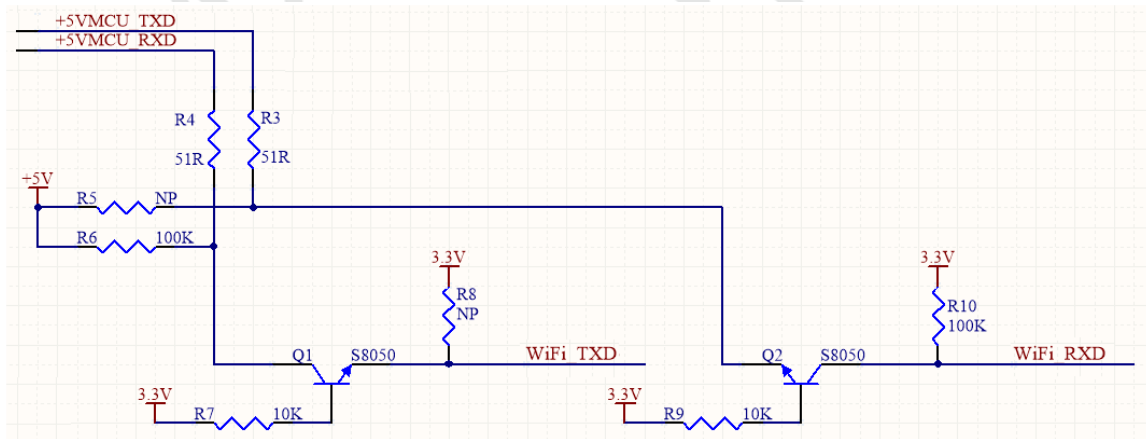 +5VMCU_TXD
+5VMCU_RXD
R4 R3
51R 51R
+5V
R5 NP
R6 100K
3.3V 3.3V
R8
NP
R10
100K
Q1 S8050 WiFi_TXD Q2 S8050 WiFi_RXD
3.3V 3.3V
R7 10K R9 10K